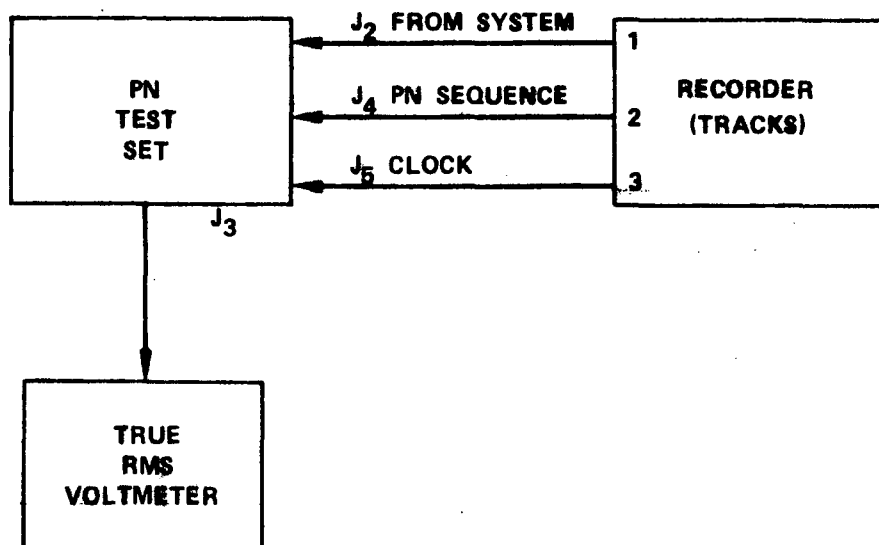 PN
TEST
SET
J2 FROM SYSTEM
J4 PN SEQUENCE
J5 CLOCK
1
2
3
RECORDER
(TRACKS)
J3
TRUE
RMS
VOLTMETER